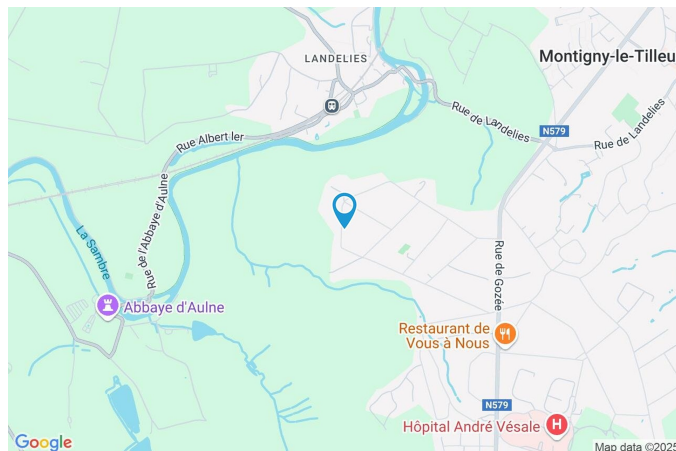 LANDELIES
Montigny-le-Tilleu
Rue de Landelies
N579
Rue de Landelies
Rue Albert Ier
Rue de l'Abbaye d'Aulne
La Sambre
Abbaye d'Aulne
Rue de Gozée
Restaurant de
Vous à Nous
N579
Hôpital André Vésale
H
Google
Map data ©2025